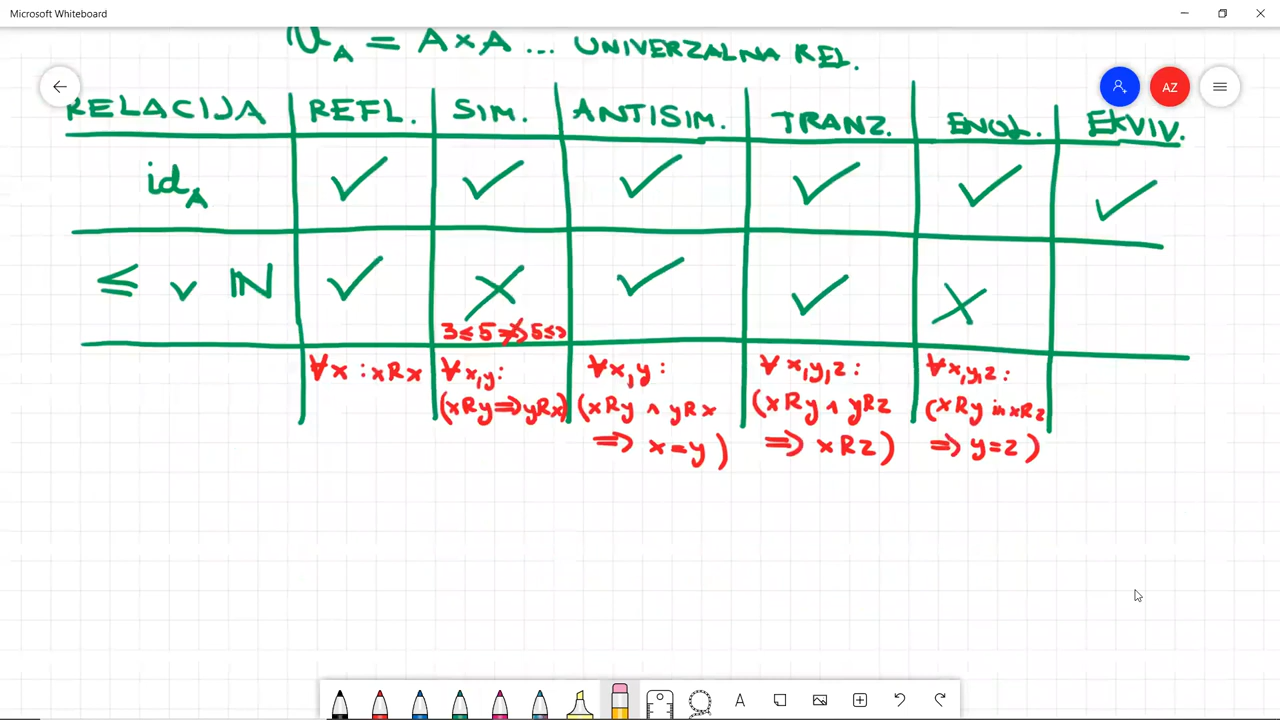 Microsoft Whiteboard
U_A = A × A ... UNIVERZALNA REL.
AZ
RELACIJA REFL. SIM. ANTISIM. TRANZ. ENOL. EKVIV.
id_A ✓ ✓ ✓ ✓ ✓ ✓
≤ v ℕ ✓ ✗ ✓ ✓ ✗
3 ≤ 5 ⇏ 5 ≤ 3
∀x : xRx ∀x,y : ∀x,y : ∀x,y,z : ∀x,y,z :
(xRy ⇒ yRx) (xRy ∧ yRx (xRy ∧ yRz (xRy in xRz
⇒ x=y) ⇒ xRz) ⇒ y=z)
A